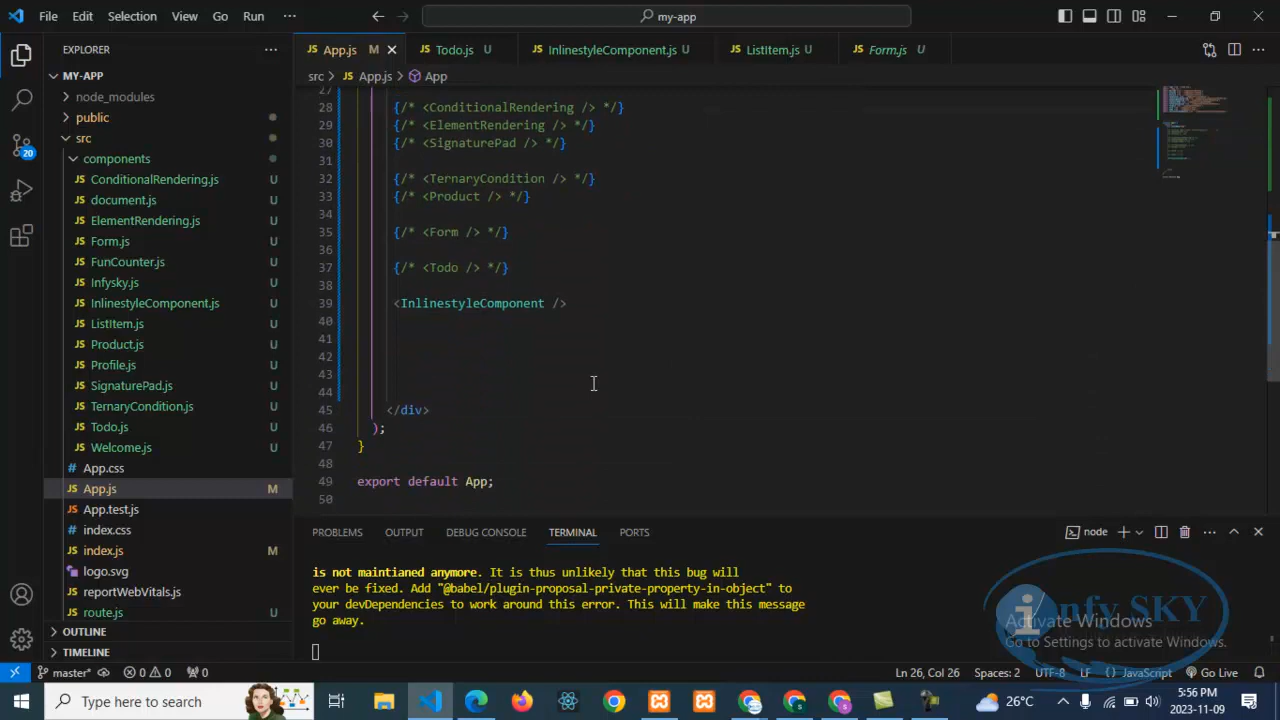 File Edit Selection View Go Run ··· my-app
EXPLORER ···
App.js M
Todo.js U
InlinestyleComponent.js U
ListItem.js U
Form.js U
MY-APP
src > App.js > App
node_modules
public
src
components
ConditionalRendering.js U
document.js U
ElementRendering.js U
Form.js U
FunCounter.js U
Infysky.js U
InlinestyleComponent.js U
ListItem.js U
Product.js U
Profile.js U
SignaturePad.js U
TernaryCondition.js U
Todo.js U
Welcome.js U
App.css
App.js M
App.test.js
index.css
index.js M
logo.svg
reportWebVitals.js
route.js U
OUTLINE
TIMELINE
27
28 {/* <ConditionalRendering /> */}
29 {/* <ElementRendering /> */}
30 {/* <SignaturePad /> */}
31
32 {/* <TernaryCondition /> */}
33 {/* <Product /> */}
34
35 {/* <Form /> */}
36
37 {/* <Todo /> */}
38
39 <InlinestyleComponent />
40
41
42
43
44
45 </div>
46 );
47 }
48
49 export default App;
50
PROBLEMS OUTPUT DEBUG CONSOLE TERMINAL PORTS node
is not maintianed anymore. It is thus unlikely that this bug will
ever be fixed. Add "@babel/plugin-proposal-private-property-in-object" to
your devDependencies to work around this error. This will make this message
go away.
infy SKY
Activate Windows
Go to Settings to activate Windows.
master* 0 0 0 Ln 26, Col 26 Spaces: 2 UTF-8 LF {} JavaScript Go Live
20
Type here to search 26°C 5:56 PM
2023-11-09